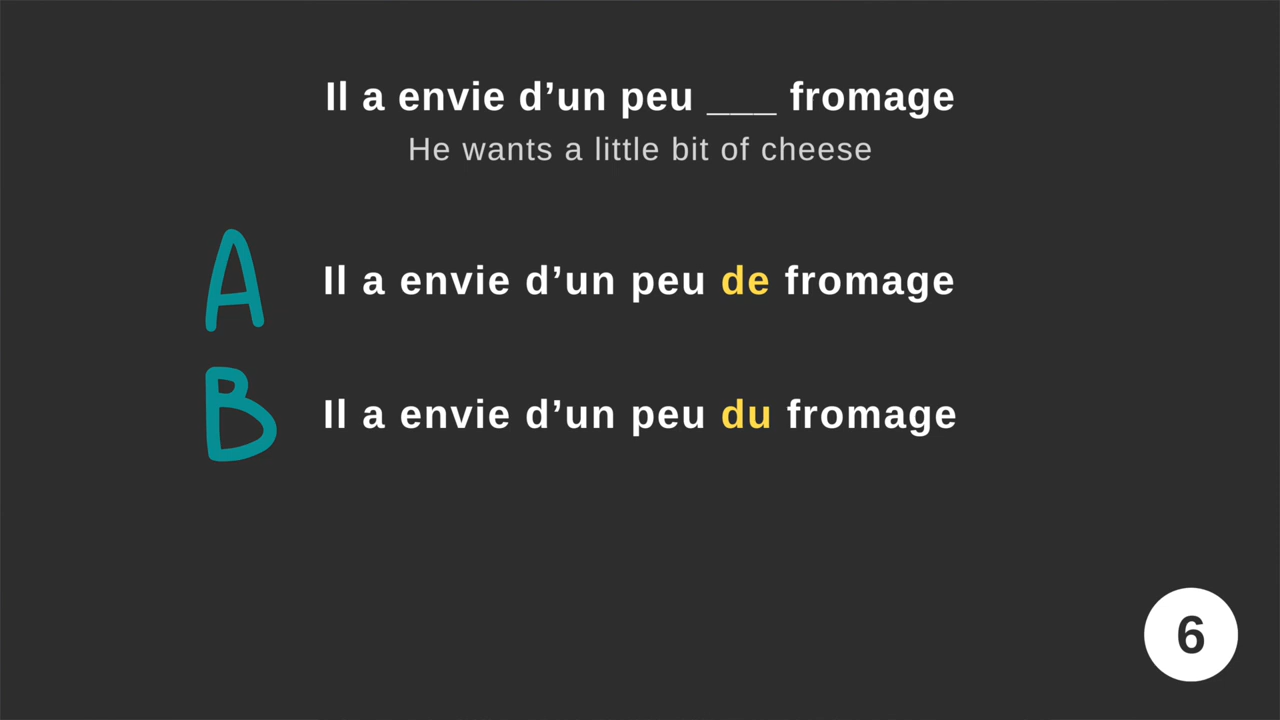 Il a envie d’un peu ___ fromage
He wants a little bit of cheese
A
Il a envie d’un peu de fromage
B
Il a envie d’un peu du fromage
6